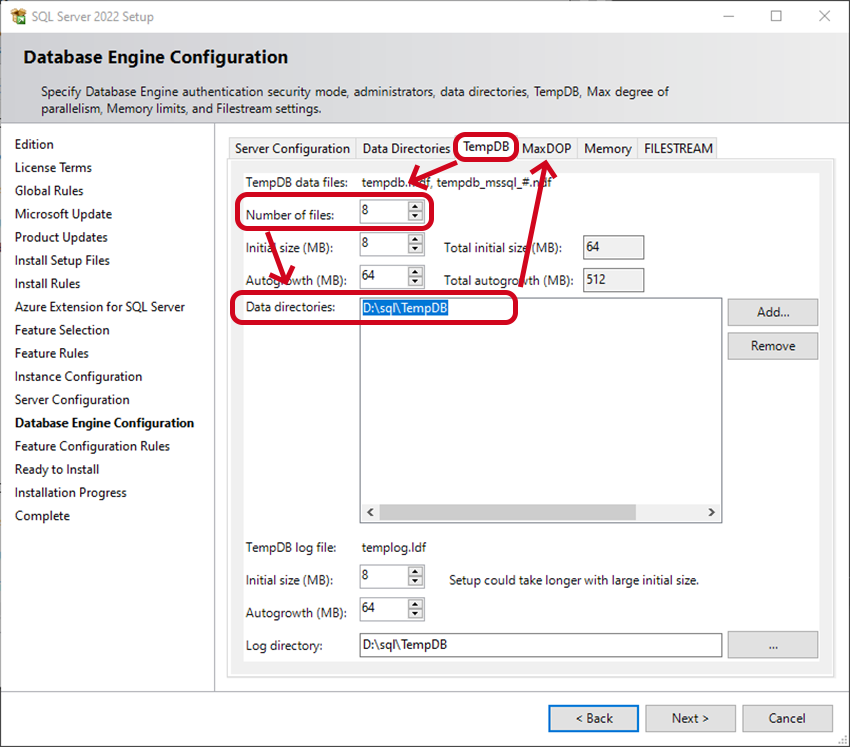 SQL Server 2022 Setup
Database Engine Configuration
Specify Database Engine authentication security mode, administrators, data directories, TempDB, Max degree of
parallelism, Memory limits, and Filestream settings.
Edition
License Terms
Global Rules
Microsoft Update
Product Updates
Install Setup Files
Install Rules
Azure Extension for SQL Server
Feature Selection
Feature Rules
Instance Configuration
Server Configuration
Database Engine Configuration
Feature Configuration Rules
Ready to Install
Installation Progress
Complete
Server Configuration Data Directories TempDB MaxDOP Memory FILESTREAM
TempDB data files: tempdb.mdf, tempdb_mssql_#.ndf
Number of files: 8
Initial size (MB): 8 Total initial size (MB): 64
Autogrowth (MB): 64 Total autogrowth (MB): 512
Data directories: D:\sql\TempDB
Add...
Remove
TempDB log file: templog.ldf
Initial size (MB): 8 Setup could take longer with large initial size.
Autogrowth (MB): 64
Log directory: D:\sql\TempDB ...
< Back Next > Cancel